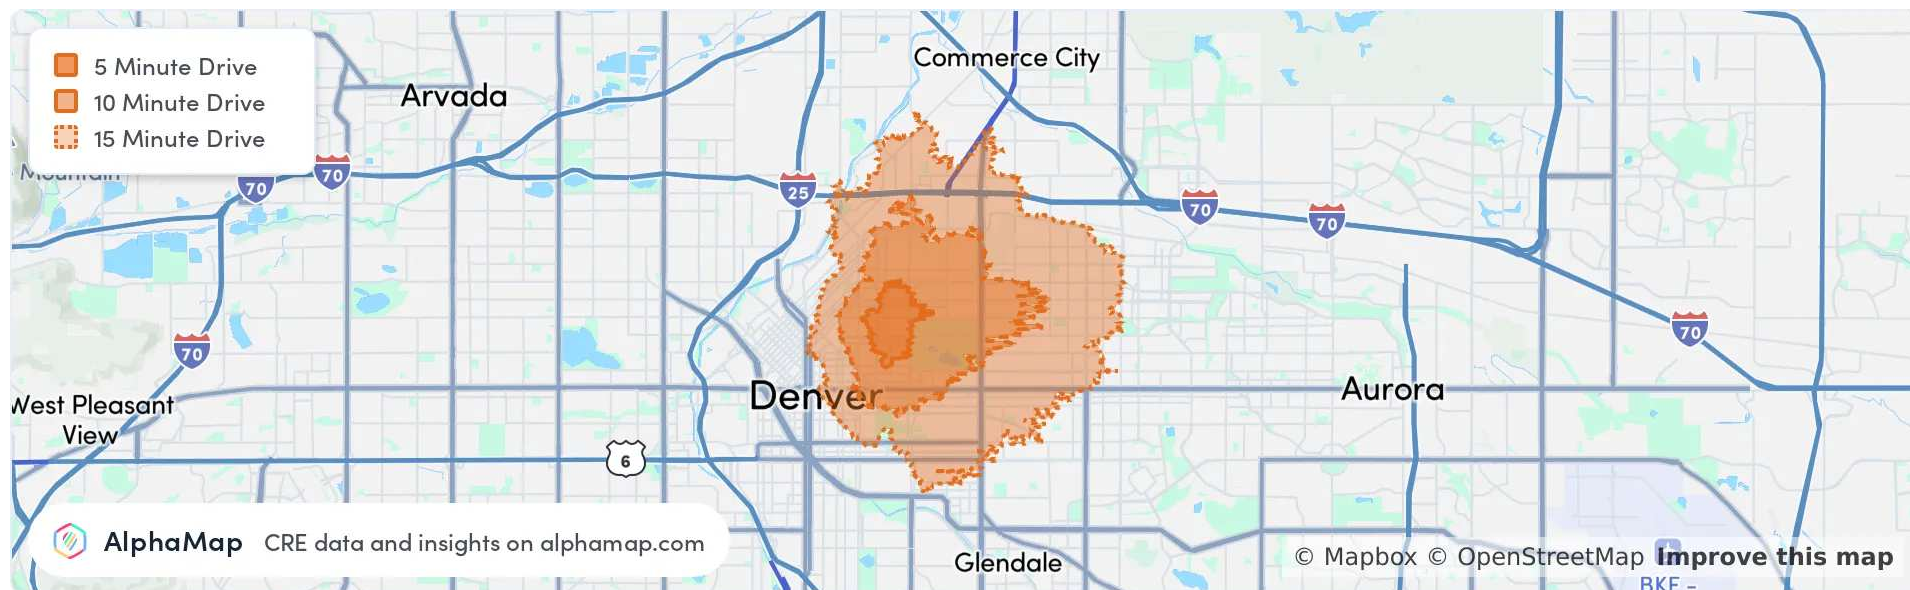 5 Minute Drive
10 Minute Drive
15 Minute Drive
Mountain
Arvada
Commerce City
70
70
25
70
70
70
70
West Pleasant
View
Denver
Aurora
6
Glendale
AlphaMap
CRE data and insights on alphamap.com
© Mapbox © OpenStreetMap Improve this map
BKF -